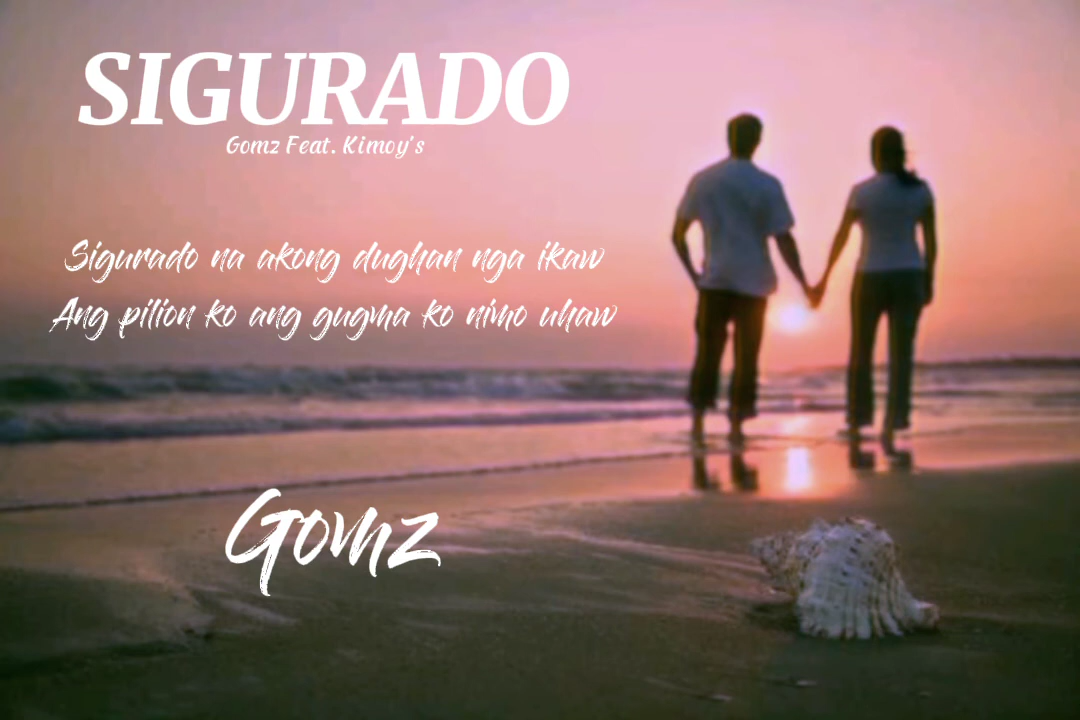 SIGURADO
Gomz Feat. Kimoy's
Sigurado na akong dughan nga ikaw
Ang pilion ko ang gugma ko nimo uhaw
Gomz